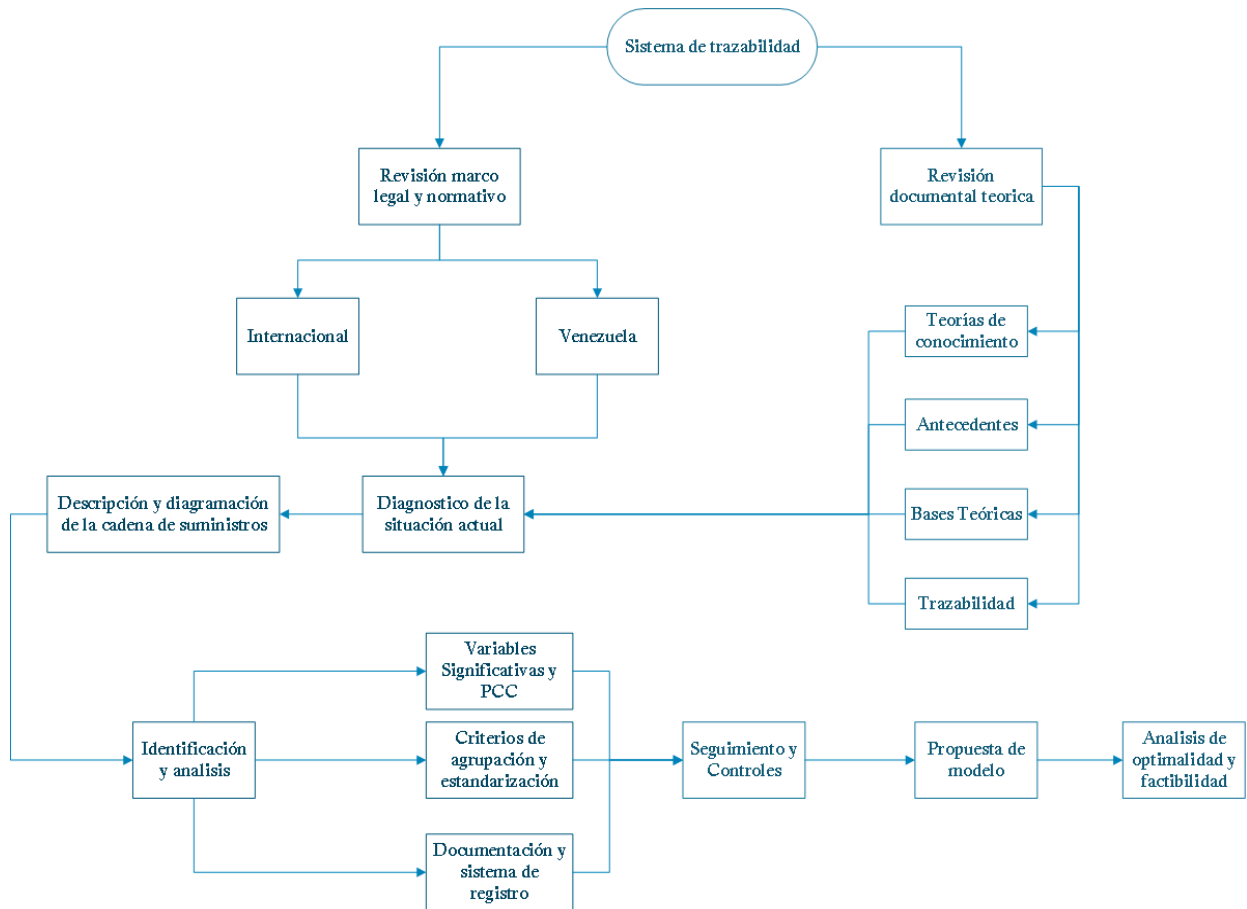 Sistema de trazabilidad
Revisión marco
legal y normativo
Revisión
documental teorica
Internacional
Venezuela
Teorías de
conocimiento
Antecedentes
Bases Teóricas
Trazabilidad
Diagnostico de la
situación actual
Descripción y diagramación
de la cadena de suministros
Identificación
y analisis
Variables
Significativas y
PCC
Criterios de
agrupación y
estandarización
Documentación y
sistema de
registro
Seguimiento y
Controles
Propuesta de
modelo
Analisis de
optimalidad y
factibilidad